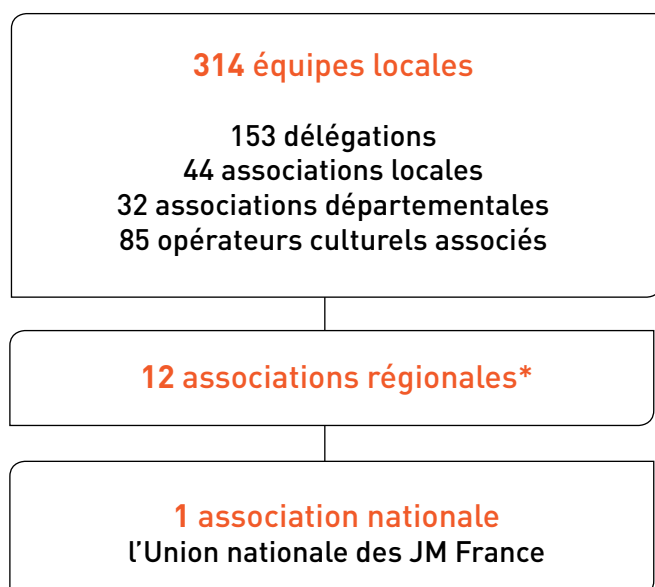 314 équipes locales
153 délégations
44 associations locales
32 associations départementales
85 opérateurs culturels associés
12 associations régionales*
1 association nationale
l'Union nationale des JM France